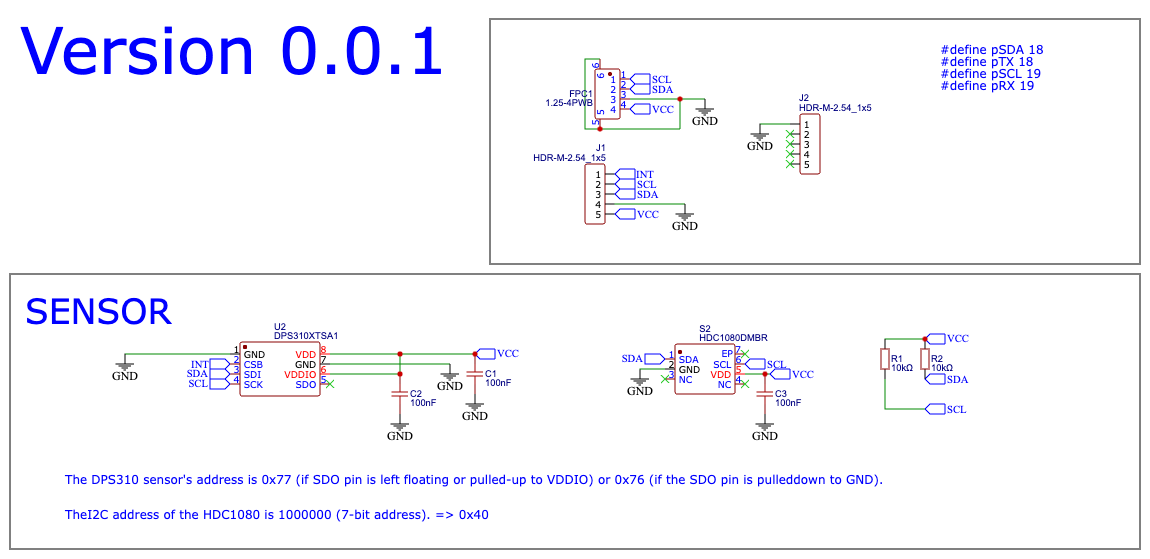 Version 0.0.1
#define pSDA 18
#define pTX 18
#define pSCL 19
#define pRX 19
FPC1
1.25-4PWB
6
6
1 1 SCL
2 2 SDA
3 3
4 4 VCC
5
5
GND
J2
HDR-M-2.54_1x5
1
2
3
4
5
GND
J1
HDR-M-2.54_1x5
1 INT
2 SCL
3 SDA
4
5 VCC
GND
SENSOR
U2
DPS310XTSA1
GND
1 GND VDD 8 VCC
INT 2 CSB GND 7
SDA 3 SDI VDDIO 6
SCL 4 SCK SDO 5
GND
C1
100nF
GND
C2
100nF
GND
S2
HDC1080DMBR
SDA 1 SDA EP 7
2 GND SCL 6 SCL
3 NC VDD 5 VCC
NC 4
GND
C3
100nF
GND
VCC
R1
10kΩ
R2
10kΩ
SDA
SCL
The DPS310 sensor's address is 0x77 (if SDO pin is left floating or pulled-up to VDDIO) or 0x76 (if the SDO pin is pulleddown to GND).
TheI2C address of the HDC1080 is 1000000 (7-bit address). => 0x40